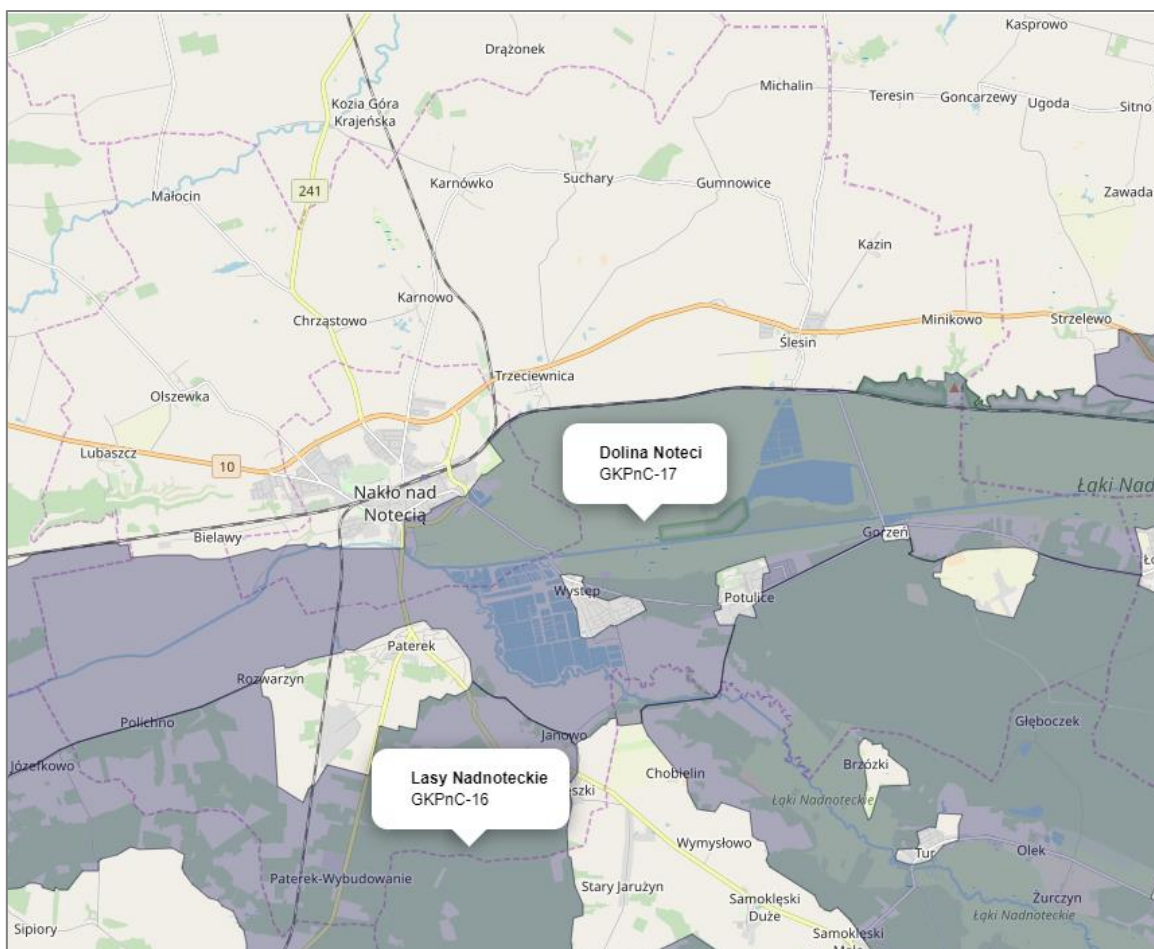 Kasprowo
Drążonek
Michalin
Teresin
Goncarzewy
Ugoda
Sitno
Kozia Góra
Krajeńska
241
Małocin
Karnówko
Suchary
Gumnowice
Zawada
Kazin
Karnowo
Chrząstowo
Minikowo
Strzelewo
Ślesin
Trzeciewnica
Olszewka
Lubaszcz
10
Dolina Noteci
GKPnC-17
Nakło nad
Notecią
Łąki Nad
Bielawy
Gorzeń
Występ
Potulice
Paterek
Rozwarzyn
Polichno
Głęboczek
Józefkowo
Janowo
Brzózki
Chobielin
Lasy Nadnoteckie
GKPnC-16
szki
Łąki Nadnoteckie
Wymysłowo
Tur
Olek
Paterek-Wybudowanie
Stary Jarużyn
Samoklęski
Duże
Żurczyn
Łąki Nadnoteckie
Sipiory
Samoklęski